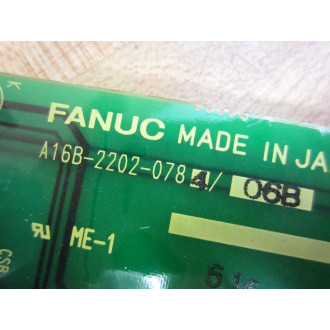 K
FANUC MADE IN JA
A16B-2202-0784/ 06B
ME-1